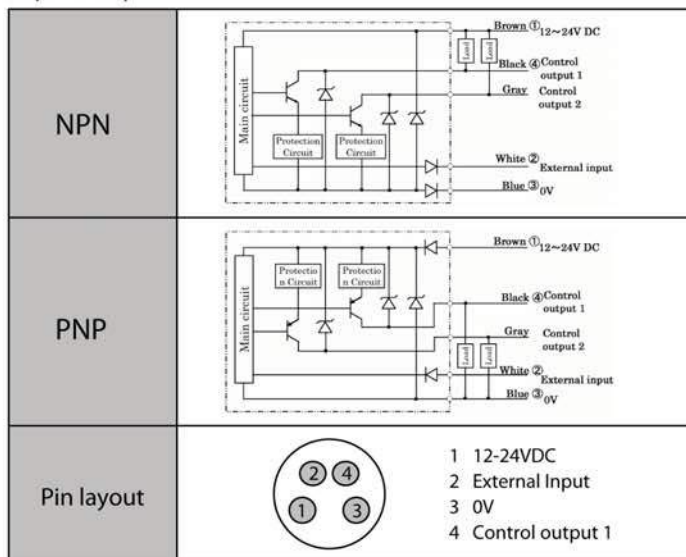 NPN
Main circuit
Protection
Circuit
Protection
Circuit
Load
Load
Brown ① 12~24V DC
Black ④ Control
output 1
Gray Control
output 2
White ② External input
Blue ③ 0V
PNP
Main circuit
Protectio
n Circuit
Protectio
n Circuit
Load
Load
Brown ① 12~24V DC
Black ④ Control
output 1
Gray Control
output 2
White ② External input
Blue ③ 0V
Pin layout
2 4
1 3
1 12-24VDC
2 External Input
3 0V
4 Control output 1